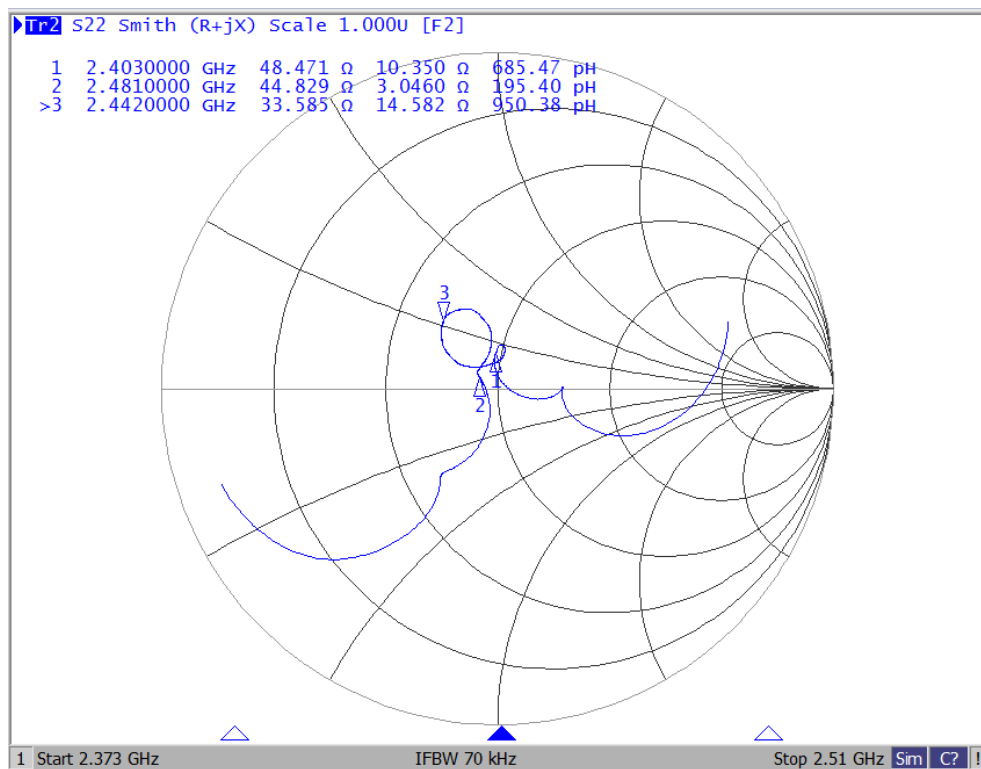 Tr2 S22 Smith (R+jX) Scale 1.000U [F2]
1 2.4030000 GHz 48.471 Ω 10.350 Ω 685.47 pH
2 2.4810000 GHz 44.829 Ω 3.0460 Ω 195.40 pH
>3 2.4420000 GHz 33.585 Ω 14.582 Ω 950.38 pH
3
1
2
1 Start 2.373 GHz IFBW 70 kHz Stop 2.51 GHz Sim C? !